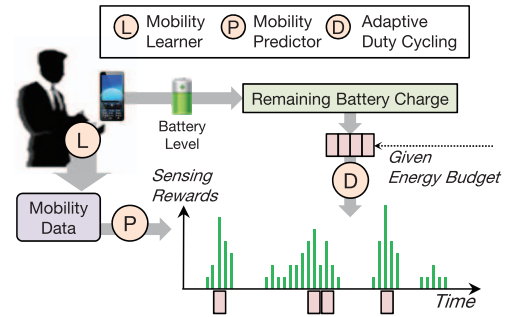 L Mobility Learner
P Mobility Predictor
D Adaptive Duty Cycling
Battery Level
Remaining Battery Charge
L
Given Energy Budget
D
Sensing Rewards
Mobility Data
P
Time